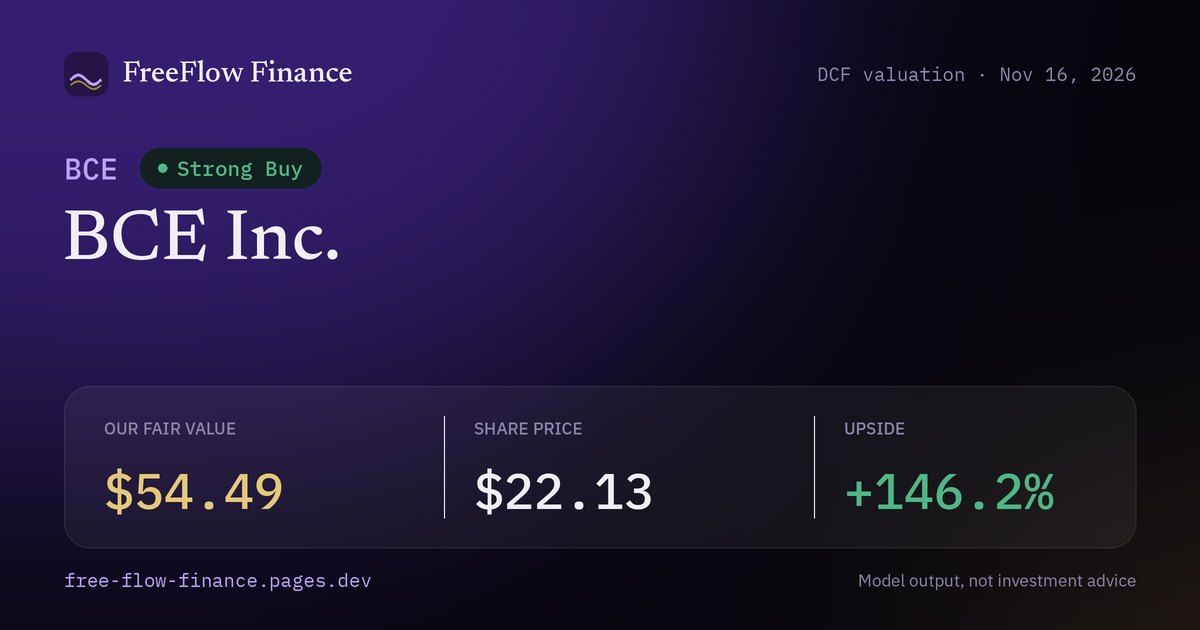 FreeFlow Finance
DCF valuation · Nov 16, 2026
BCE
Strong Buy
BCE Inc.
OUR FAIR VALUE
$54.49
SHARE PRICE
$22.13
UPSIDE
+146.2%
free-flow-finance.pages.dev
Model output, not investment advice